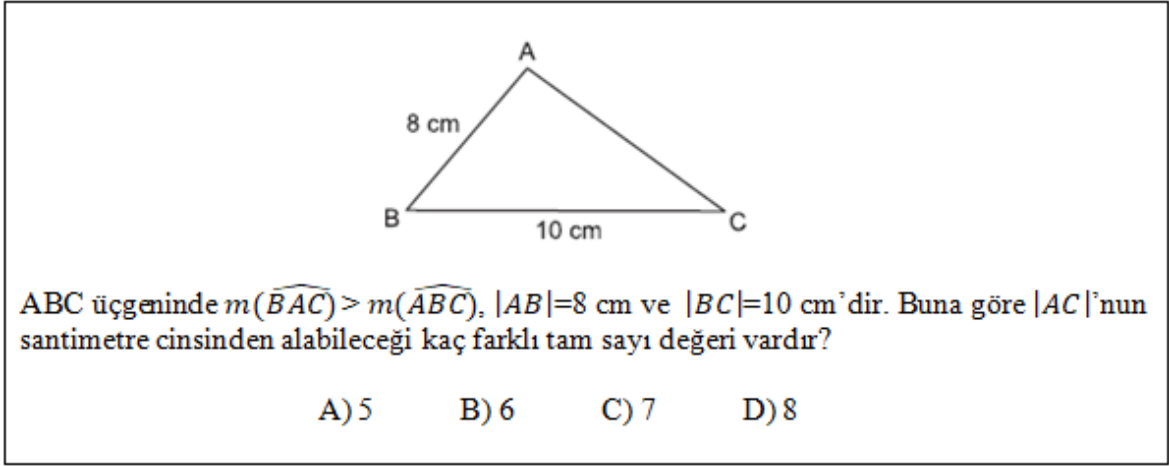 A
8 cm
B
C
10 cm
ABC üçgeninde m(BAC) > m(ABC), |AB|=8 cm ve |BC|=10 cm'dir. Buna göre |AC|'nun
santimetre cinsinden alabileceği kaç farklı tam sayı değeri vardır?
A) 5 B) 6 C) 7 D) 8